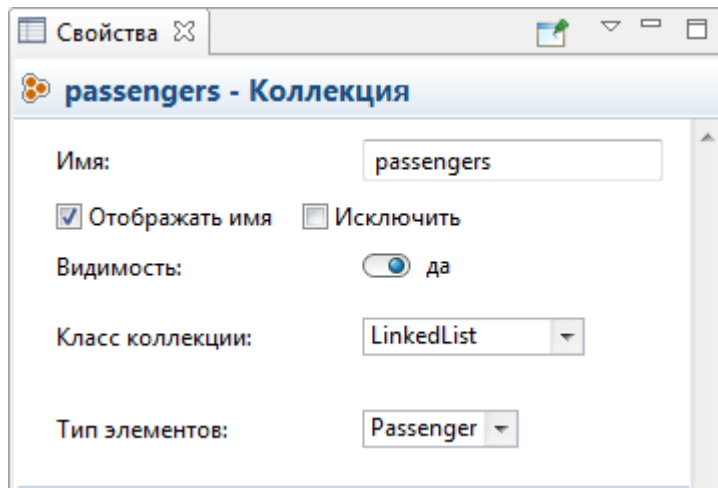 Свойства
passengers - Коллекция
Имя: passengers
Отображать имя Исключить
Видимость: да
Класс коллекции: LinkedList
Тип элементов: Passenger